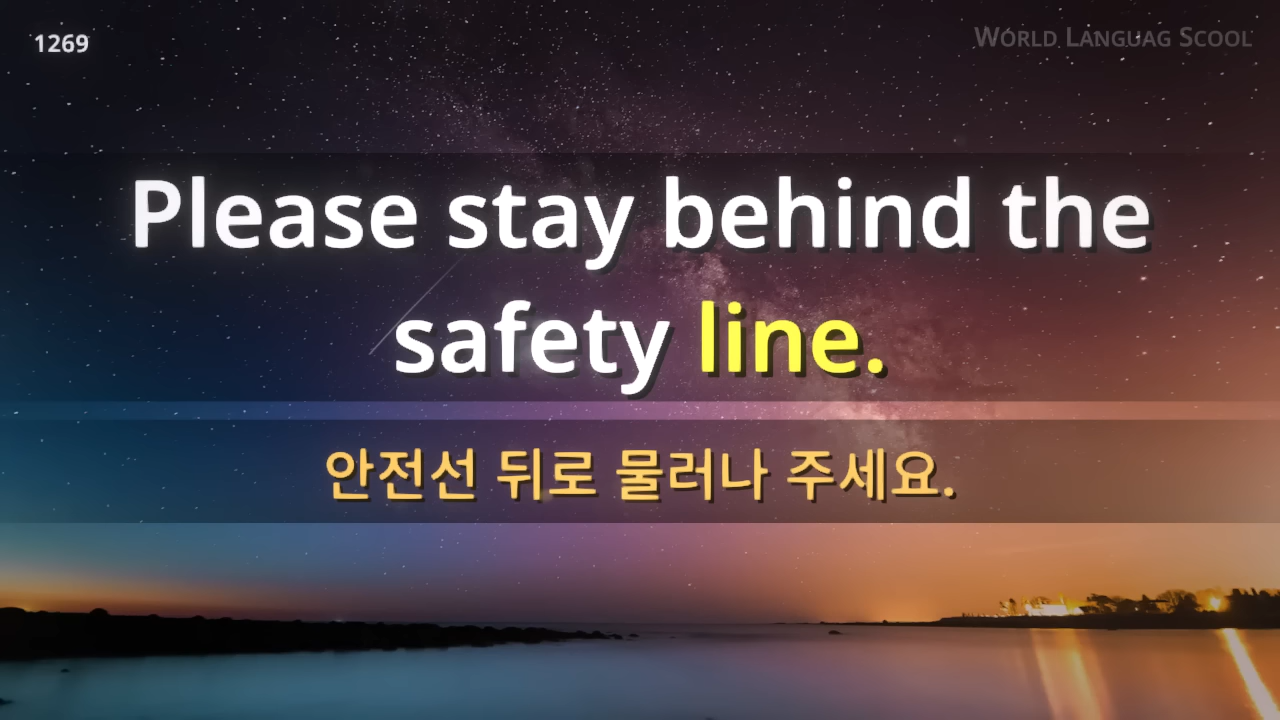 1269
World Languag Scool
Please stay behind the
safety line.
안전선 뒤로 물러나 주세요.